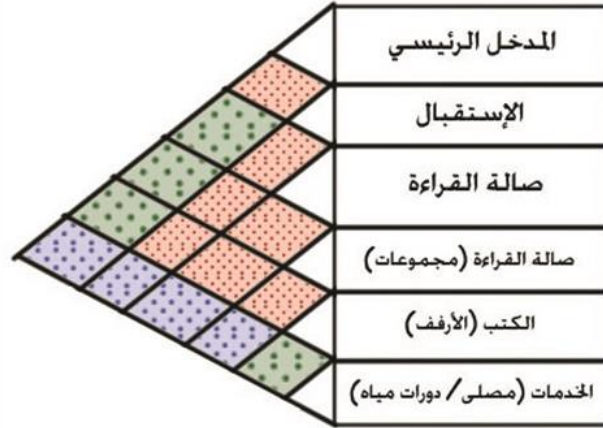 المدخل الرئيسي
الإستقبال
صالة القراءة
صالة القراءة (مجموعات)
الكتب (الأرفف)
الخدمات (مصلى/ دورات مياه)